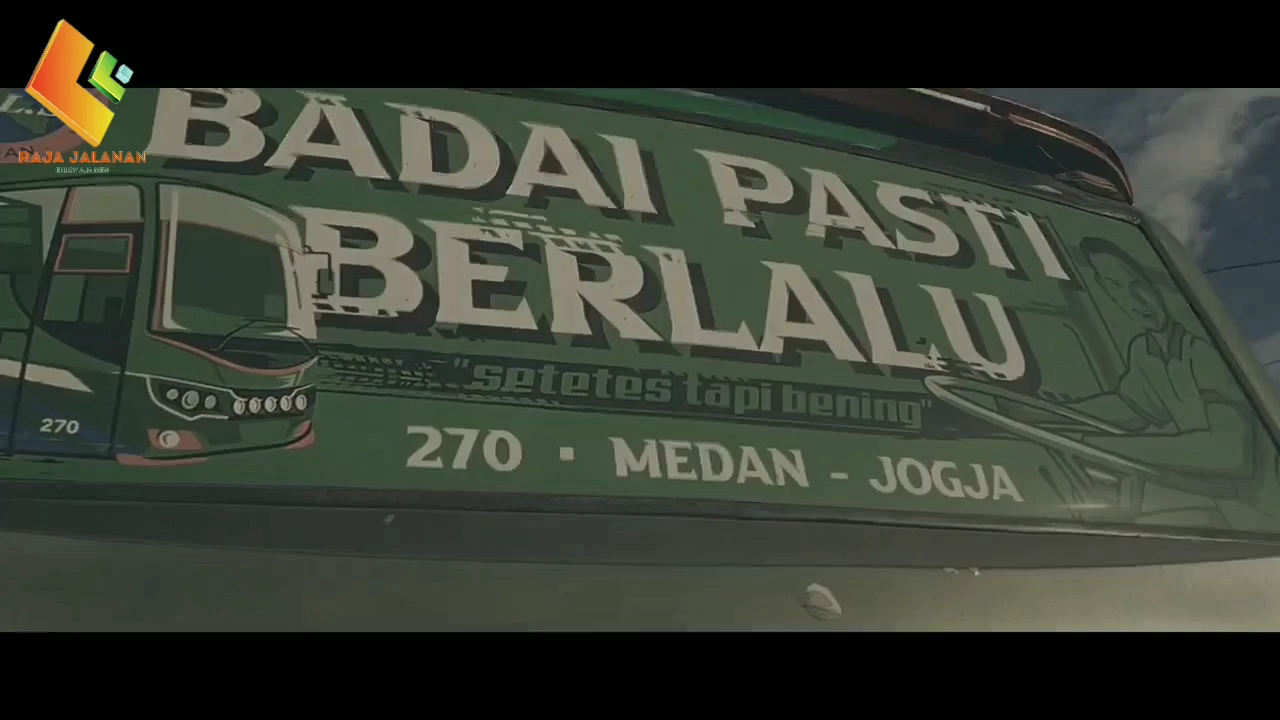 RAJA JALANAN
BADAI PASTI
BERLALU
"setetes tapi bening"
270 · MEDAN - JOGJA
270